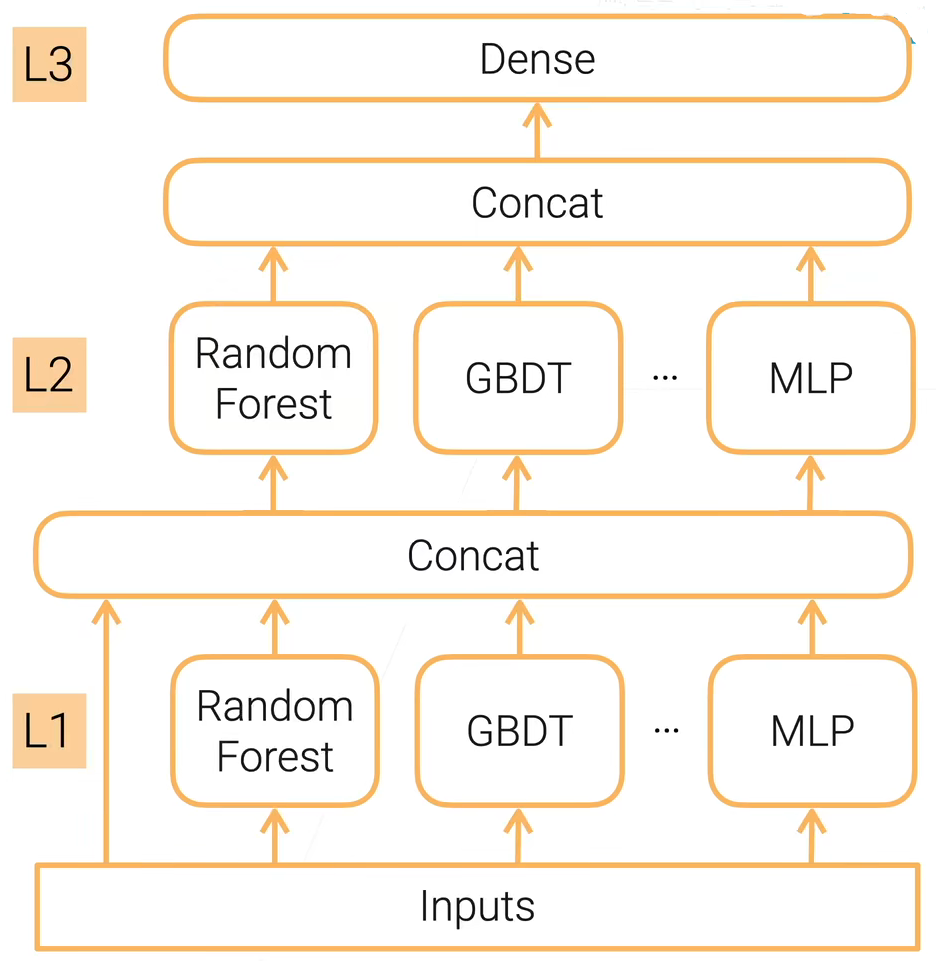 L3
Dense
Concat
L2
Random
Forest
GBDT
...
MLP
Concat
L1
Random
Forest
GBDT
...
MLP
Inputs